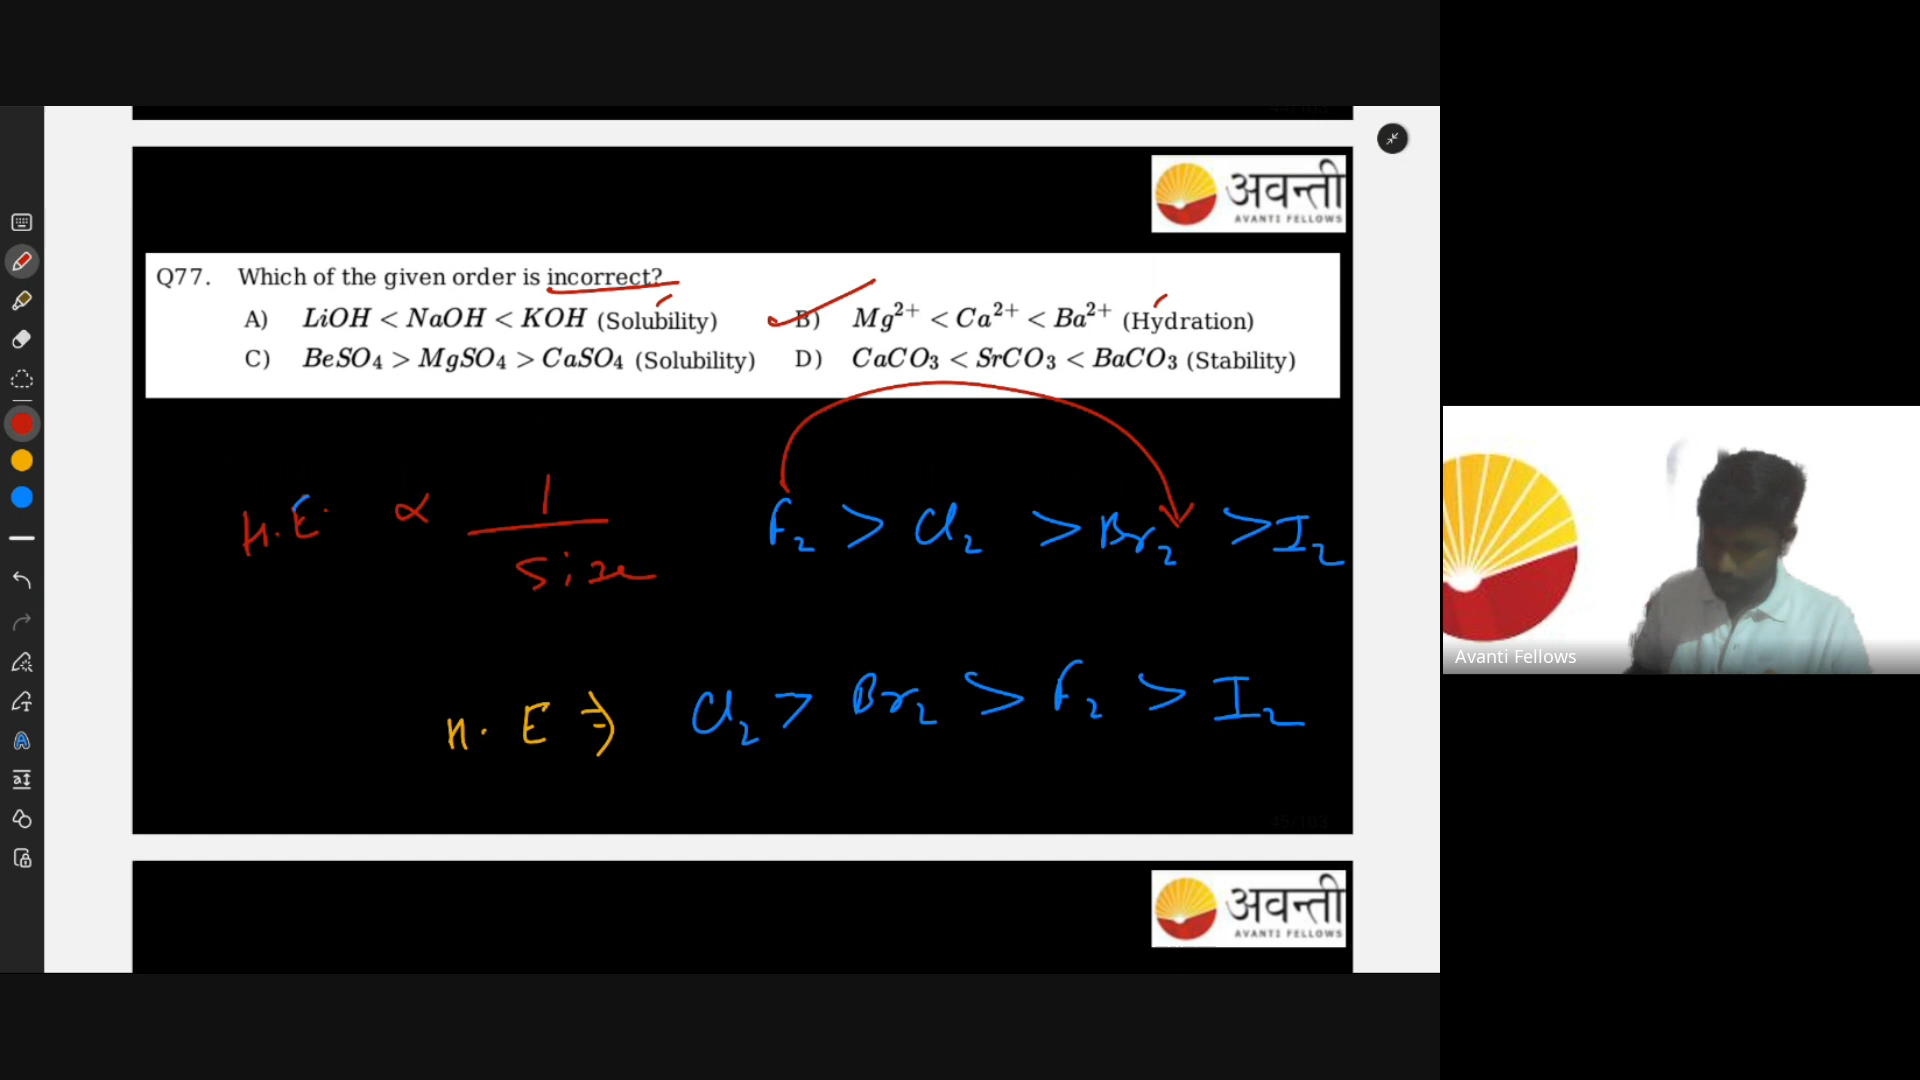 अवन्ती
AVANTI FELLOWS
Q77. Which of the given order is incorrect?
A) LiOH < NaOH < KOH (Solubility) B) Mg²⁺ < Ca²⁺ < Ba²⁺ (Hydration)
C) BeSO₄ > MgSO₄ > CaSO₄ (Solubility) D) CaCO₃ < SrCO₃ < BaCO₃ (Stability)
H.E. ∝ 1/Size F₂ > Cl₂ > Br₂ > I₂
H.E ⇒ Cl₂ > Br₂ > F₂ > I₂
45/103
अवन्ती
AVANTI FELLOWS
Avanti Fellows